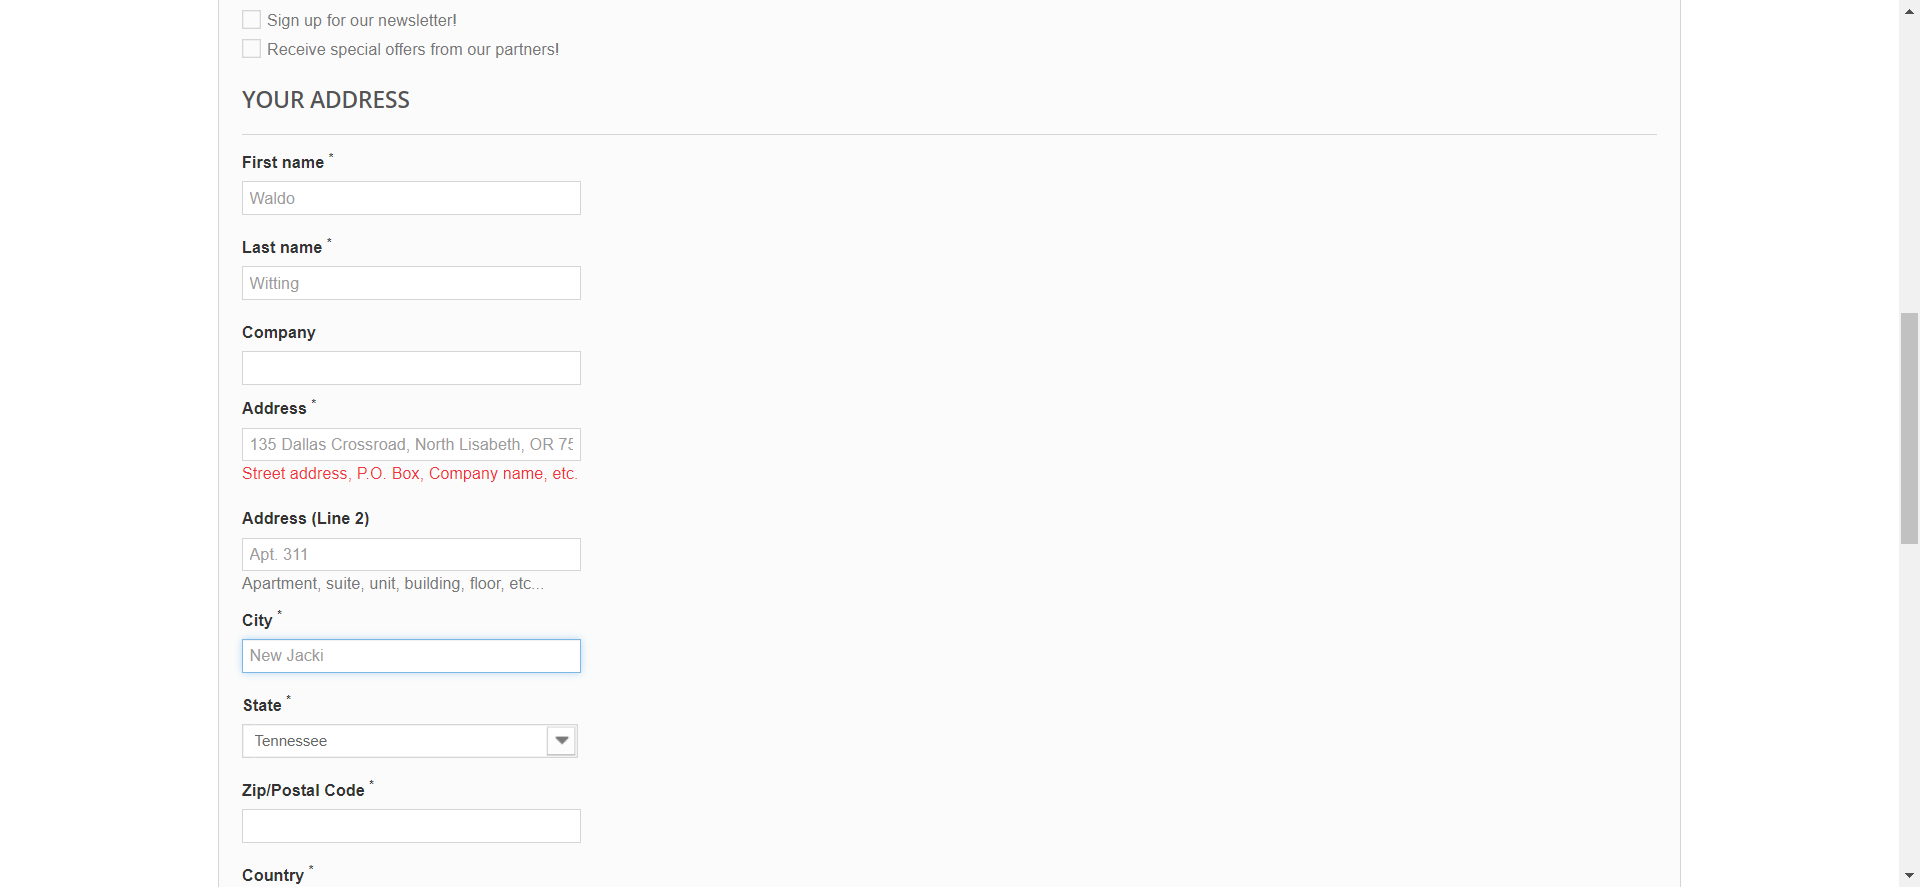 Sign up for our newsletter!
Receive special offers from our partners!
YOUR ADDRESS
First name *
Waldo
Last name *
Witting
Company
Address *
135 Dallas Crossroad, North Lisabeth, OR 75
Street address, P.O. Box, Company name, etc.
Address (Line 2)
Apt. 311
Apartment, suite, unit, building, floor, etc...
City *
New Jacki
State *
Tennessee
Zip/Postal Code *
Country *